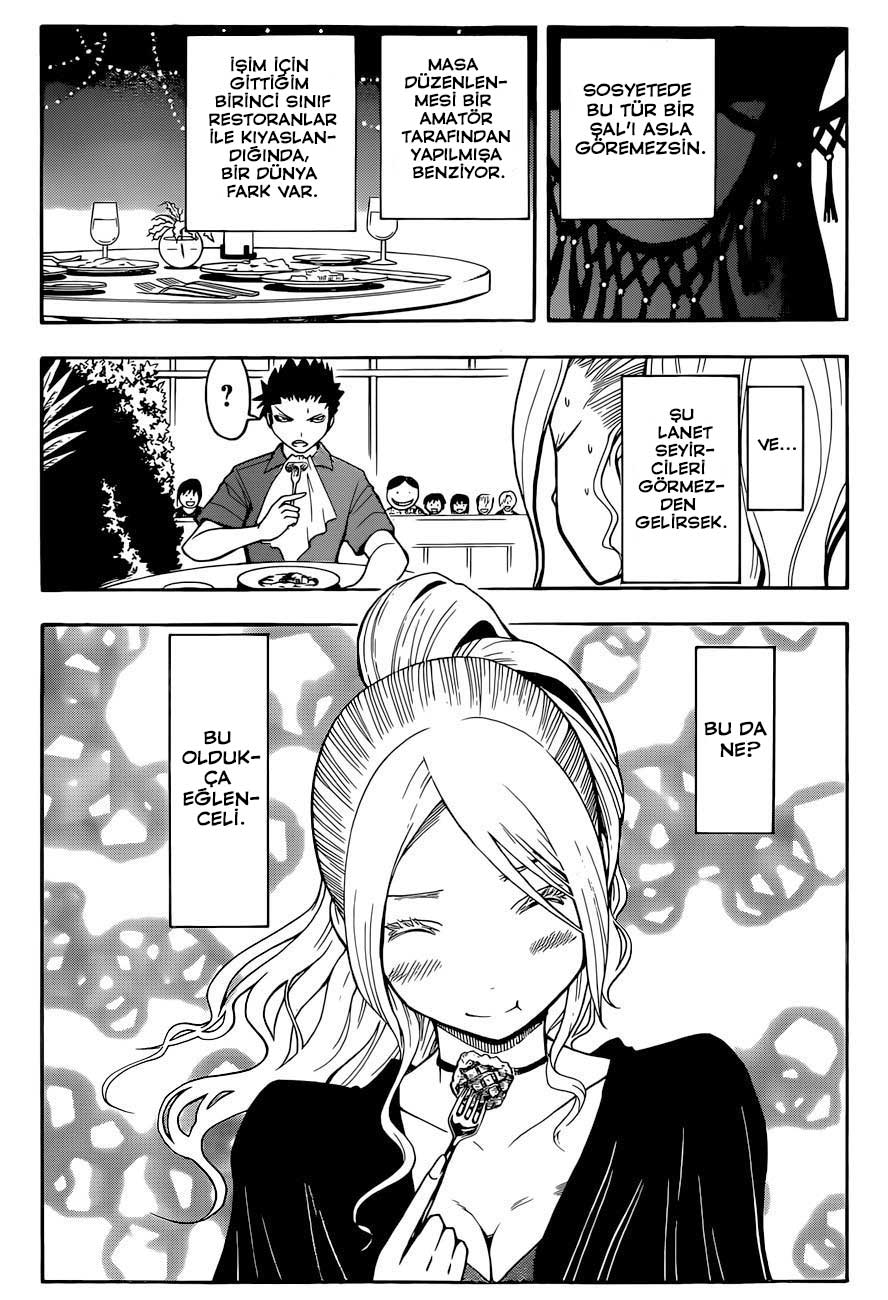 SOSYETEDE
BU TÜR BİR
ŞAL'I ASLA
GÖREMEZSİN.
MASA
DÜZENLEN-
MESİ BİR
AMATÖR
TARAFINDAN
YAPILMIŞA
BENZİYOR.
İŞİM İÇİN
GİTTİĞİM
BİRİNCİ SINIF
RESTORANLAR
İLE KIYASLAN-
DIĞINDA,
BİR DÜNYA
FARK VAR.
VE...
ŞU
LANET
SEYİR-
CİLERİ
GÖRMEZ-
DEN
GELİRSEK.
?
BU DA
NE?
BU
OLDUK-
ÇA
EĞLEN-
CELİ.